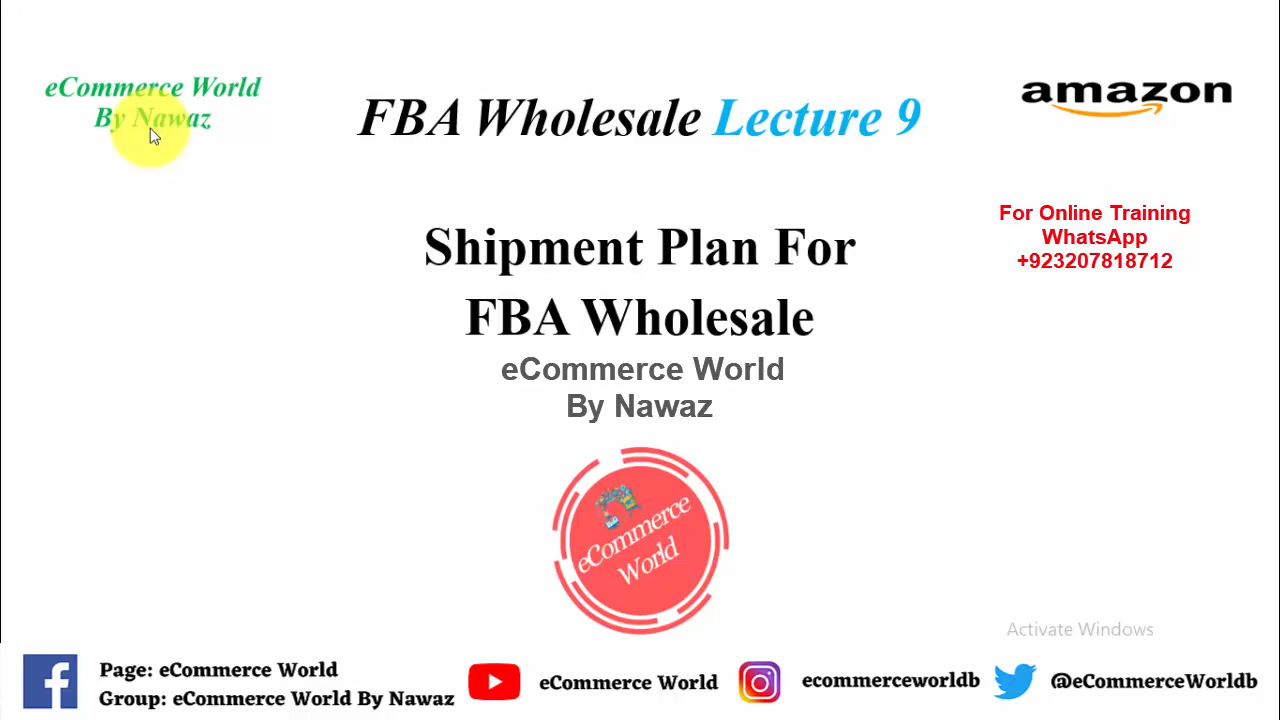 eCommerce World
By Nawaz
FBA Wholesale Lecture 9
amazon
For Online Training
WhatsApp
+923207818712
Shipment Plan For
FBA Wholesale
eCommerce World
By Nawaz
eCommerce
World
Activate Windows
Page: eCommerce World
Group: eCommerce World By Nawaz
eCommerce World
ecommerceworldb
@eCommerceWorldb